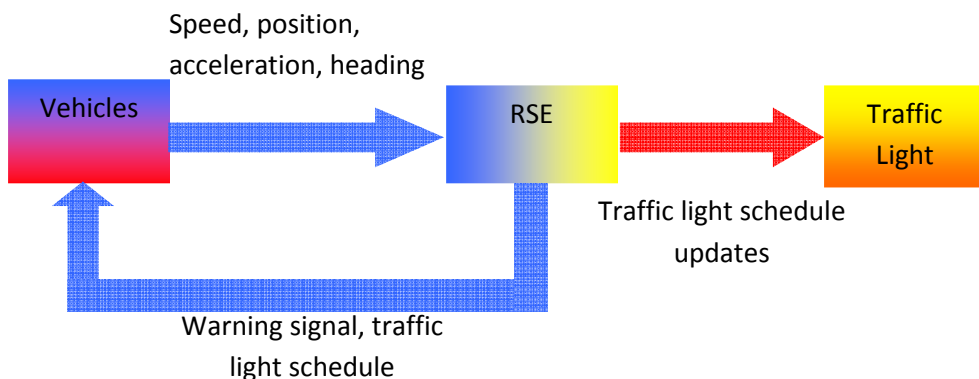 Speed, position,
acceleration, heading
Vehicles
RSE
Traffic
Light
Traffic light schedule
updates
Warning signal, traffic
light schedule